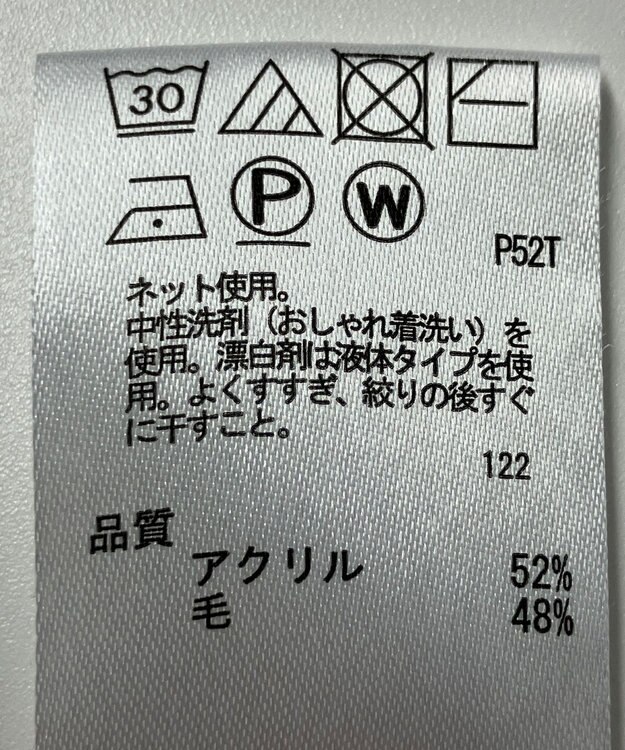 30
P W
P52T
ネット使用。
中性洗剤（おしゃれ着洗い）を
使用。漂白剤は液体タイプを使
用。よくすすぎ、絞りの後すぐ
に干すこと。
122
品質
アクリル 52%
毛 48%